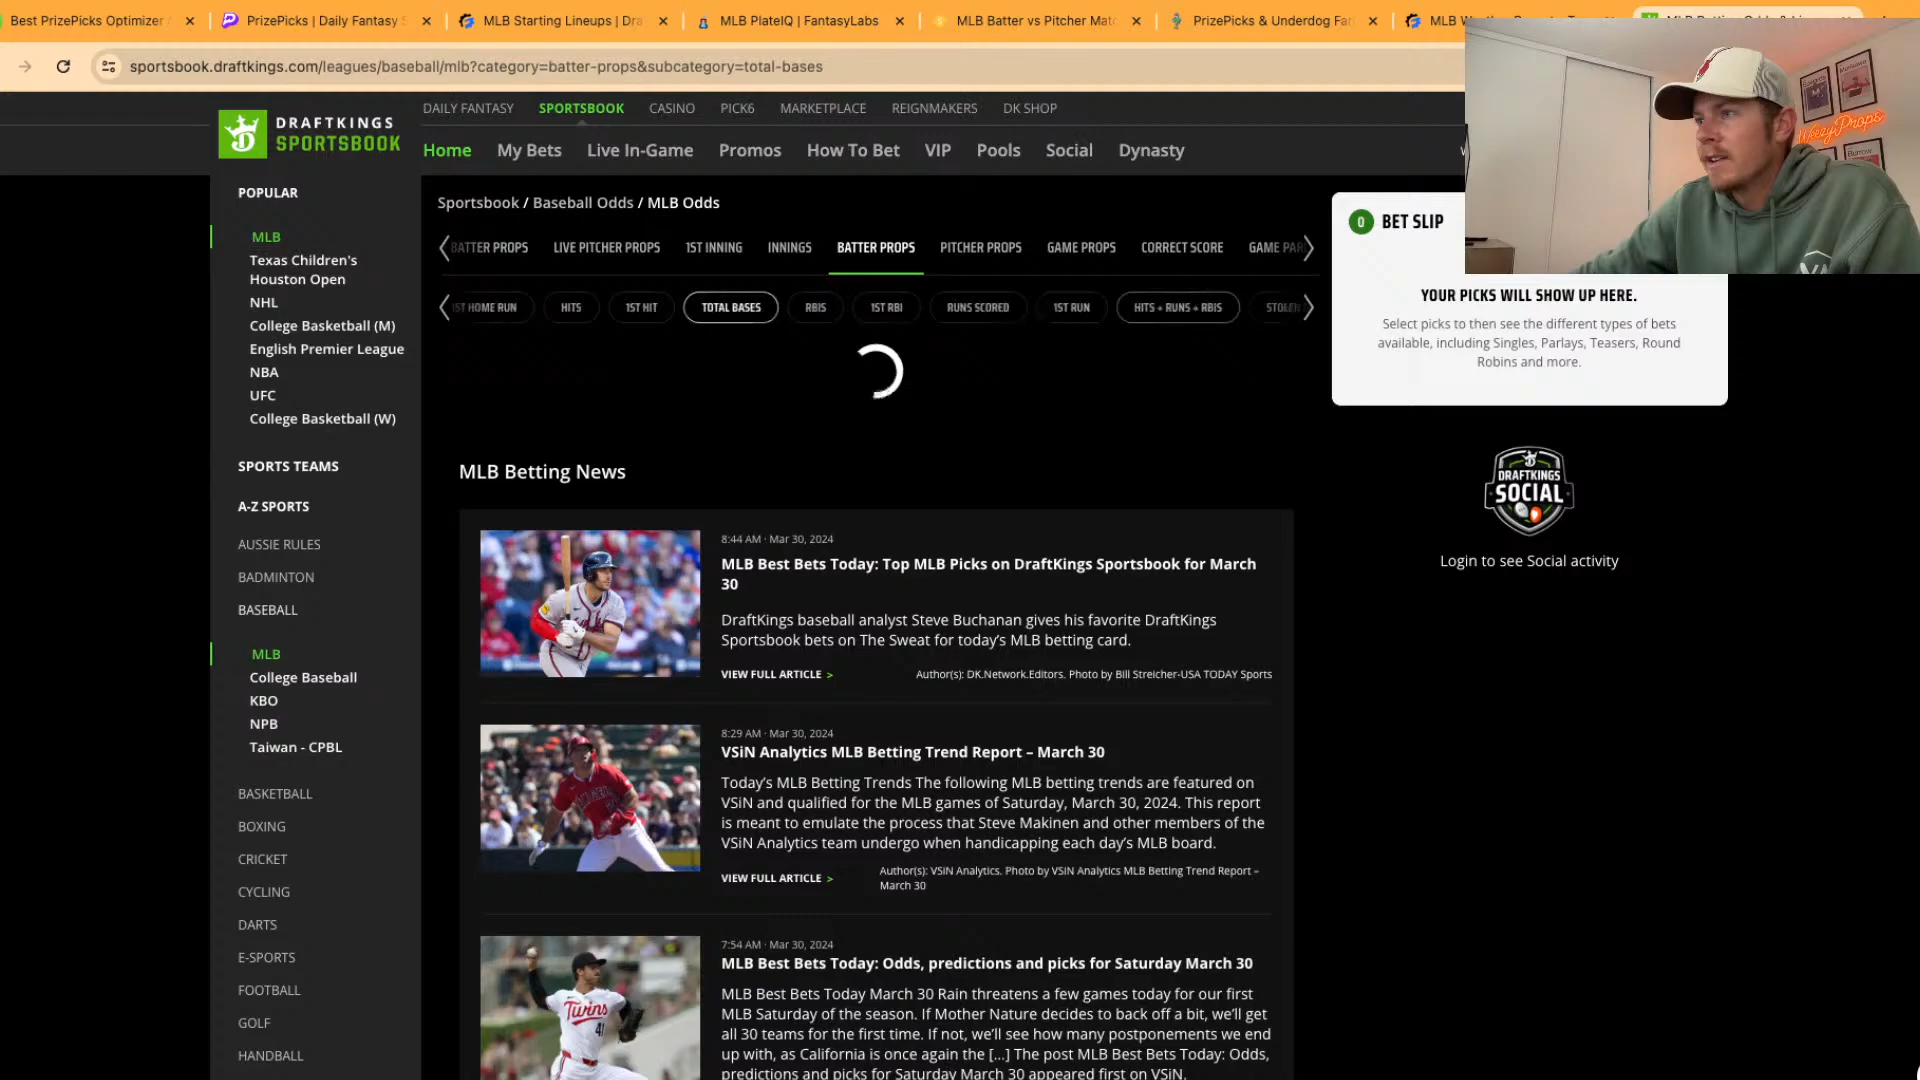 Best PrizePicks Optimizer
PrizePicks | Daily Fantasy S
MLB Starting Lineups | Dra
MLB PlateIQ | FantasyLabs
MLB Batter vs Pitcher Mat
PrizePicks & Underdog Fan
MLB
sportsbook.draftkings.com/leagues/baseball/mlb?category=batter-props&subcategory=total-bases
DRAFTKINGS
SPORTSBOOK
DAILY FANTASY
SPORTSBOOK
CASINO
PICK6
MARKETPLACE
REIGNMAKERS
DK SHOP
Home
My Bets
Live In-Game
Promos
How To Bet
VIP
Pools
Social
Dynasty
WeezyProps
Burrow
POPULAR
MLB
Texas Children's
Houston Open
NHL
College Basketball (M)
English Premier League
NBA
UFC
College Basketball (W)
SPORTS TEAMS
A-Z SPORTS
AUSSIE RULES
BADMINTON
BASEBALL
MLB
College Baseball
KBO
NPB
Taiwan - CPBL
BASKETBALL
BOXING
CRICKET
CYCLING
DARTS
E-SPORTS
FOOTBALL
GOLF
HANDBALL
Sportsbook / Baseball Odds / MLB Odds
BATTER PROPS
LIVE PITCHER PROPS
1ST INNING
INNINGS
BATTER PROPS
PITCHER PROPS
GAME PROPS
CORRECT SCORE
GAME PAR
1ST HOME RUN
HITS
1ST HIT
TOTAL BASES
RBIS
1ST RBI
RUNS SCORED
1ST RUN
HITS + RUNS + RBIS
STOLEN
MLB Betting News
8:44 AM · Mar 30, 2024
MLB Best Bets Today: Top MLB Picks on DraftKings Sportsbook for March
30
DraftKings baseball analyst Steve Buchanan gives his favorite DraftKings
Sportsbook bets on The Sweat for today's MLB betting card.
VIEW FULL ARTICLE >
Author(s): DK.Network.Editors. Photo by Bill Streicher-USA TODAY Sports
8:29 AM · Mar 30, 2024
VSiN Analytics MLB Betting Trend Report – March 30
Today's MLB Betting Trends The following MLB betting trends are featured on
VSiN and qualified for the MLB games of Saturday, March 30, 2024. This report
is meant to emulate the process that Steve Makinen and other members of the
VSiN Analytics team undergo when handicapping each day's MLB board.
VIEW FULL ARTICLE >
Author(s): VSiN Analytics. Photo by VSiN Analytics MLB Betting Trend Report –
March 30
7:54 AM · Mar 30, 2024
MLB Best Bets Today: Odds, predictions and picks for Saturday March 30
MLB Best Bets Today March 30 Rain threatens a few games today for our first
MLB Saturday of the season. If Mother Nature decides to back off a bit, we'll get
all 30 teams for the first time. If not, we'll see how many postponements we end
up with, as California is once again the [...] The post MLB Best Bets Today: Odds,
predictions and picks for Saturday March 30 appeared first on VSiN.
Twins
41
0 BET SLIP
YOUR PICKS WILL SHOW UP HERE.
Select picks to then see the different types of bets
available, including Singles, Parlays, Teasers, Round
Robins and more.
DRAFTKINGS
SOCIAL
Login to see Social activity